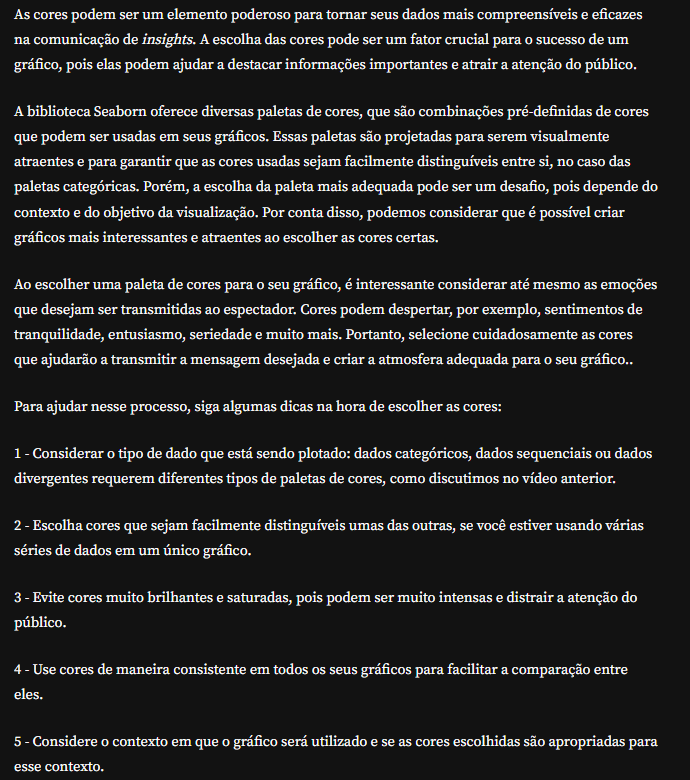 As cores podem ser um elemento poderoso para tornar seus dados mais compreensíveis e eficazes
na comunicação de insights. A escolha das cores pode ser um fator crucial para o sucesso de um
gráfico, pois elas podem ajudar a destacar informações importantes e atrair a atenção do público.
A biblioteca Seaborn oferece diversas paletas de cores, que são combinações pré-definidas de cores
que podem ser usadas em seus gráficos. Essas paletas são projetadas para serem visualmente
atraentes e para garantir que as cores usadas sejam facilmente distinguíveis entre si, no caso das
paletas categóricas. Porém, a escolha da paleta mais adequada pode ser um desafio, pois depende do
contexto e do objetivo da visualização. Por conta disso, podemos considerar que é possível criar
gráficos mais interessantes e atraentes ao escolher as cores certas.
Ao escolher uma paleta de cores para o seu gráfico, é interessante considerar até mesmo as emoções
que desejam ser transmitidas ao espectador. Cores podem despertar, por exemplo, sentimentos de
tranquilidade, entusiasmo, seriedade e muito mais. Portanto, selecione cuidadosamente as cores
que ajudarão a transmitir a mensagem desejada e criar a atmosfera adequada para o seu gráfico..
Para ajudar nesse processo, siga algumas dicas na hora de escolher as cores:
1 - Considerar o tipo de dado que está sendo plotado: dados categóricos, dados sequenciais ou dados
divergentes requerem diferentes tipos de paletas de cores, como discutimos no vídeo anterior.
2 - Escolha cores que sejam facilmente distinguíveis umas das outras, se você estiver usando várias
séries de dados em um único gráfico.
3 - Evite cores muito brilhantes e saturadas, pois podem ser muito intensas e distrair a atenção do
público.
4 - Use cores de maneira consistente em todos os seus gráficos para facilitar a comparação entre
eles.
5 - Considere o contexto em que o gráfico será utilizado e se as cores escolhidas são apropriadas para
esse contexto.